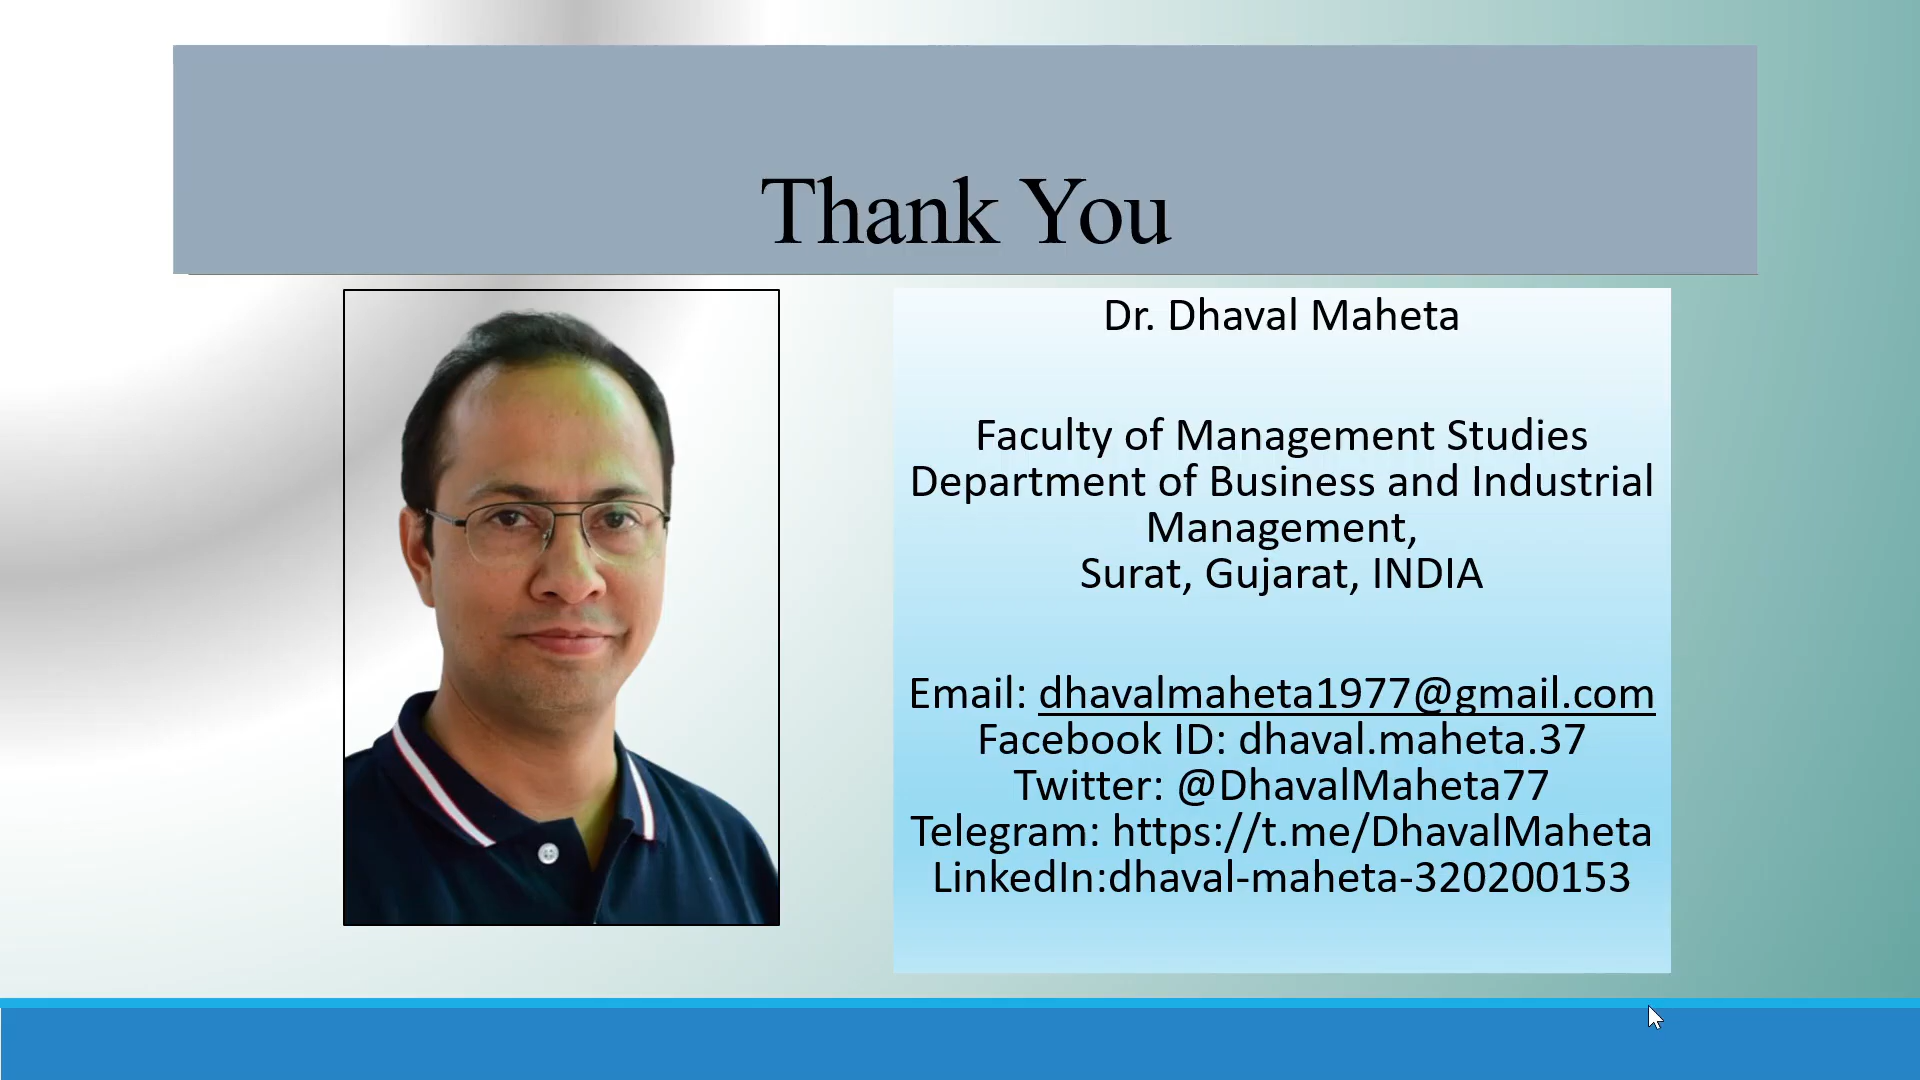 Thank You
Dr. Dhaval Maheta
Faculty of Management Studies
Department of Business and Industrial
Management,
Surat, Gujarat, INDIA
Email: dhavalmaheta1977@gmail.com
Facebook ID: dhaval.maheta.37
Twitter: @DhavalMaheta77
Telegram: https://t.me/DhavalMaheta
LinkedIn:dhaval-maheta-320200153